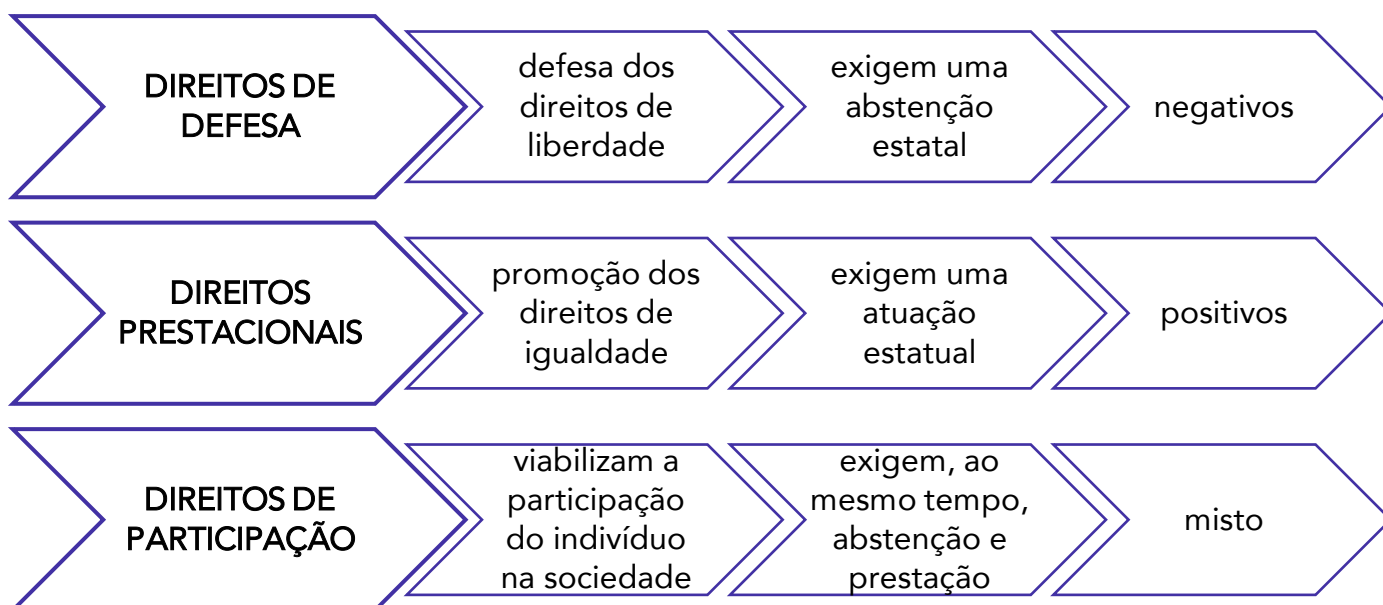 DIREITOS DE
DEFESA
defesa dos
direitos de
liberdade
exigem uma
abstenção
estatal
negativos
DIREITOS
PRESTACIONAIS
promoção dos
direitos de
igualdade
exigem uma
atuação
estatual
positivos
DIREITOS DE
PARTICIPAÇÃO
viabilizam a
participação
do indivíduo
na sociedade
exigem, ao
mesmo tempo,
abstenção e
prestação
misto